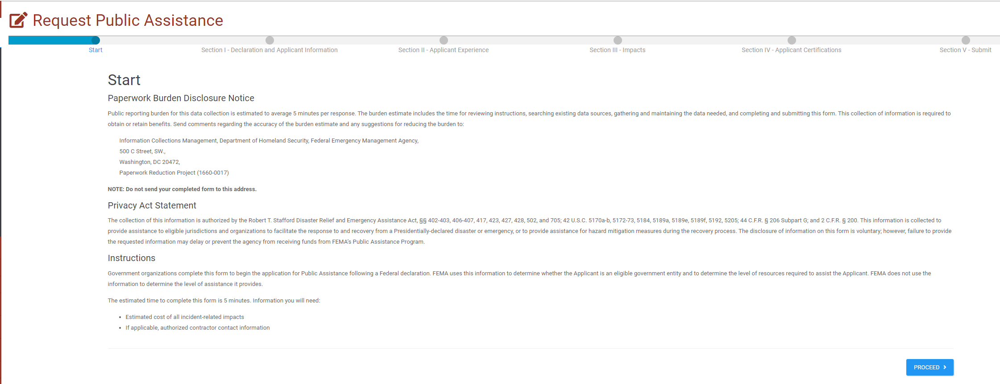 Request Public Assistance
Start
Section I - Declaration and Applicant Information
Section II - Applicant Experience
Section III - Impacts
Section IV - Applicant Certifications
Section V - Submit
Start
Paperwork Burden Disclosure Notice
Public reporting burden for this data collection is estimated to average 5 minutes per response. The burden estimate includes the time for reviewing instructions, searching existing data sources, gathering and maintaining the data needed, and completing and submitting this form. This collection of information is required to
obtain or retain benefits. Send comments regarding the accuracy of the burden estimate and any suggestions for reducing the burden to:
Information Collections Management, Department of Homeland Security, Federal Emergency Management Agency,
500 C Street, SW.,
Washington, DC 20472,
Paperwork Reduction Project (1660-0017)
NOTE: Do not send your completed form to this address.
Privacy Act Statement
The collection of this information is authorized by the Robert T. Stafford Disaster Relief and Emergency Assistance Act, §§ 402-403, 406-407, 417, 423, 427, 428, 502, and 705; 42 U.S.C. 5170a-b, 5172-73, 5184, 5189a, 5189e, 5189f, 5192, 5205; 44 C.F.R. § 206 Subpart G; and 2 C.F.R. § 200. This information is collected to
provide assistance to eligible jurisdictions and organizations to facilitate the response to and recovery from a Presidentially-declared disaster or emergency, or to provide assistance for hazard mitigation measures during the recovery process. The disclosure of information on this form is voluntary; however, failure to provide
the requested information may delay or prevent the agency from receiving funds from FEMA's Public Assistance Program.
Instructions
Government organizations complete this form to begin the application for Public Assistance following a Federal declaration. FEMA uses this information to determine whether the Applicant is an eligible government entity and to determine the level of resources required to assist the Applicant. FEMA does not use the
information to determine the level of assistance it provides.
The estimated time to complete this form is 5 minutes. Information you will need:
• Estimated cost of all incident-related impacts
• If applicable, authorized contractor contact information
PROCEED